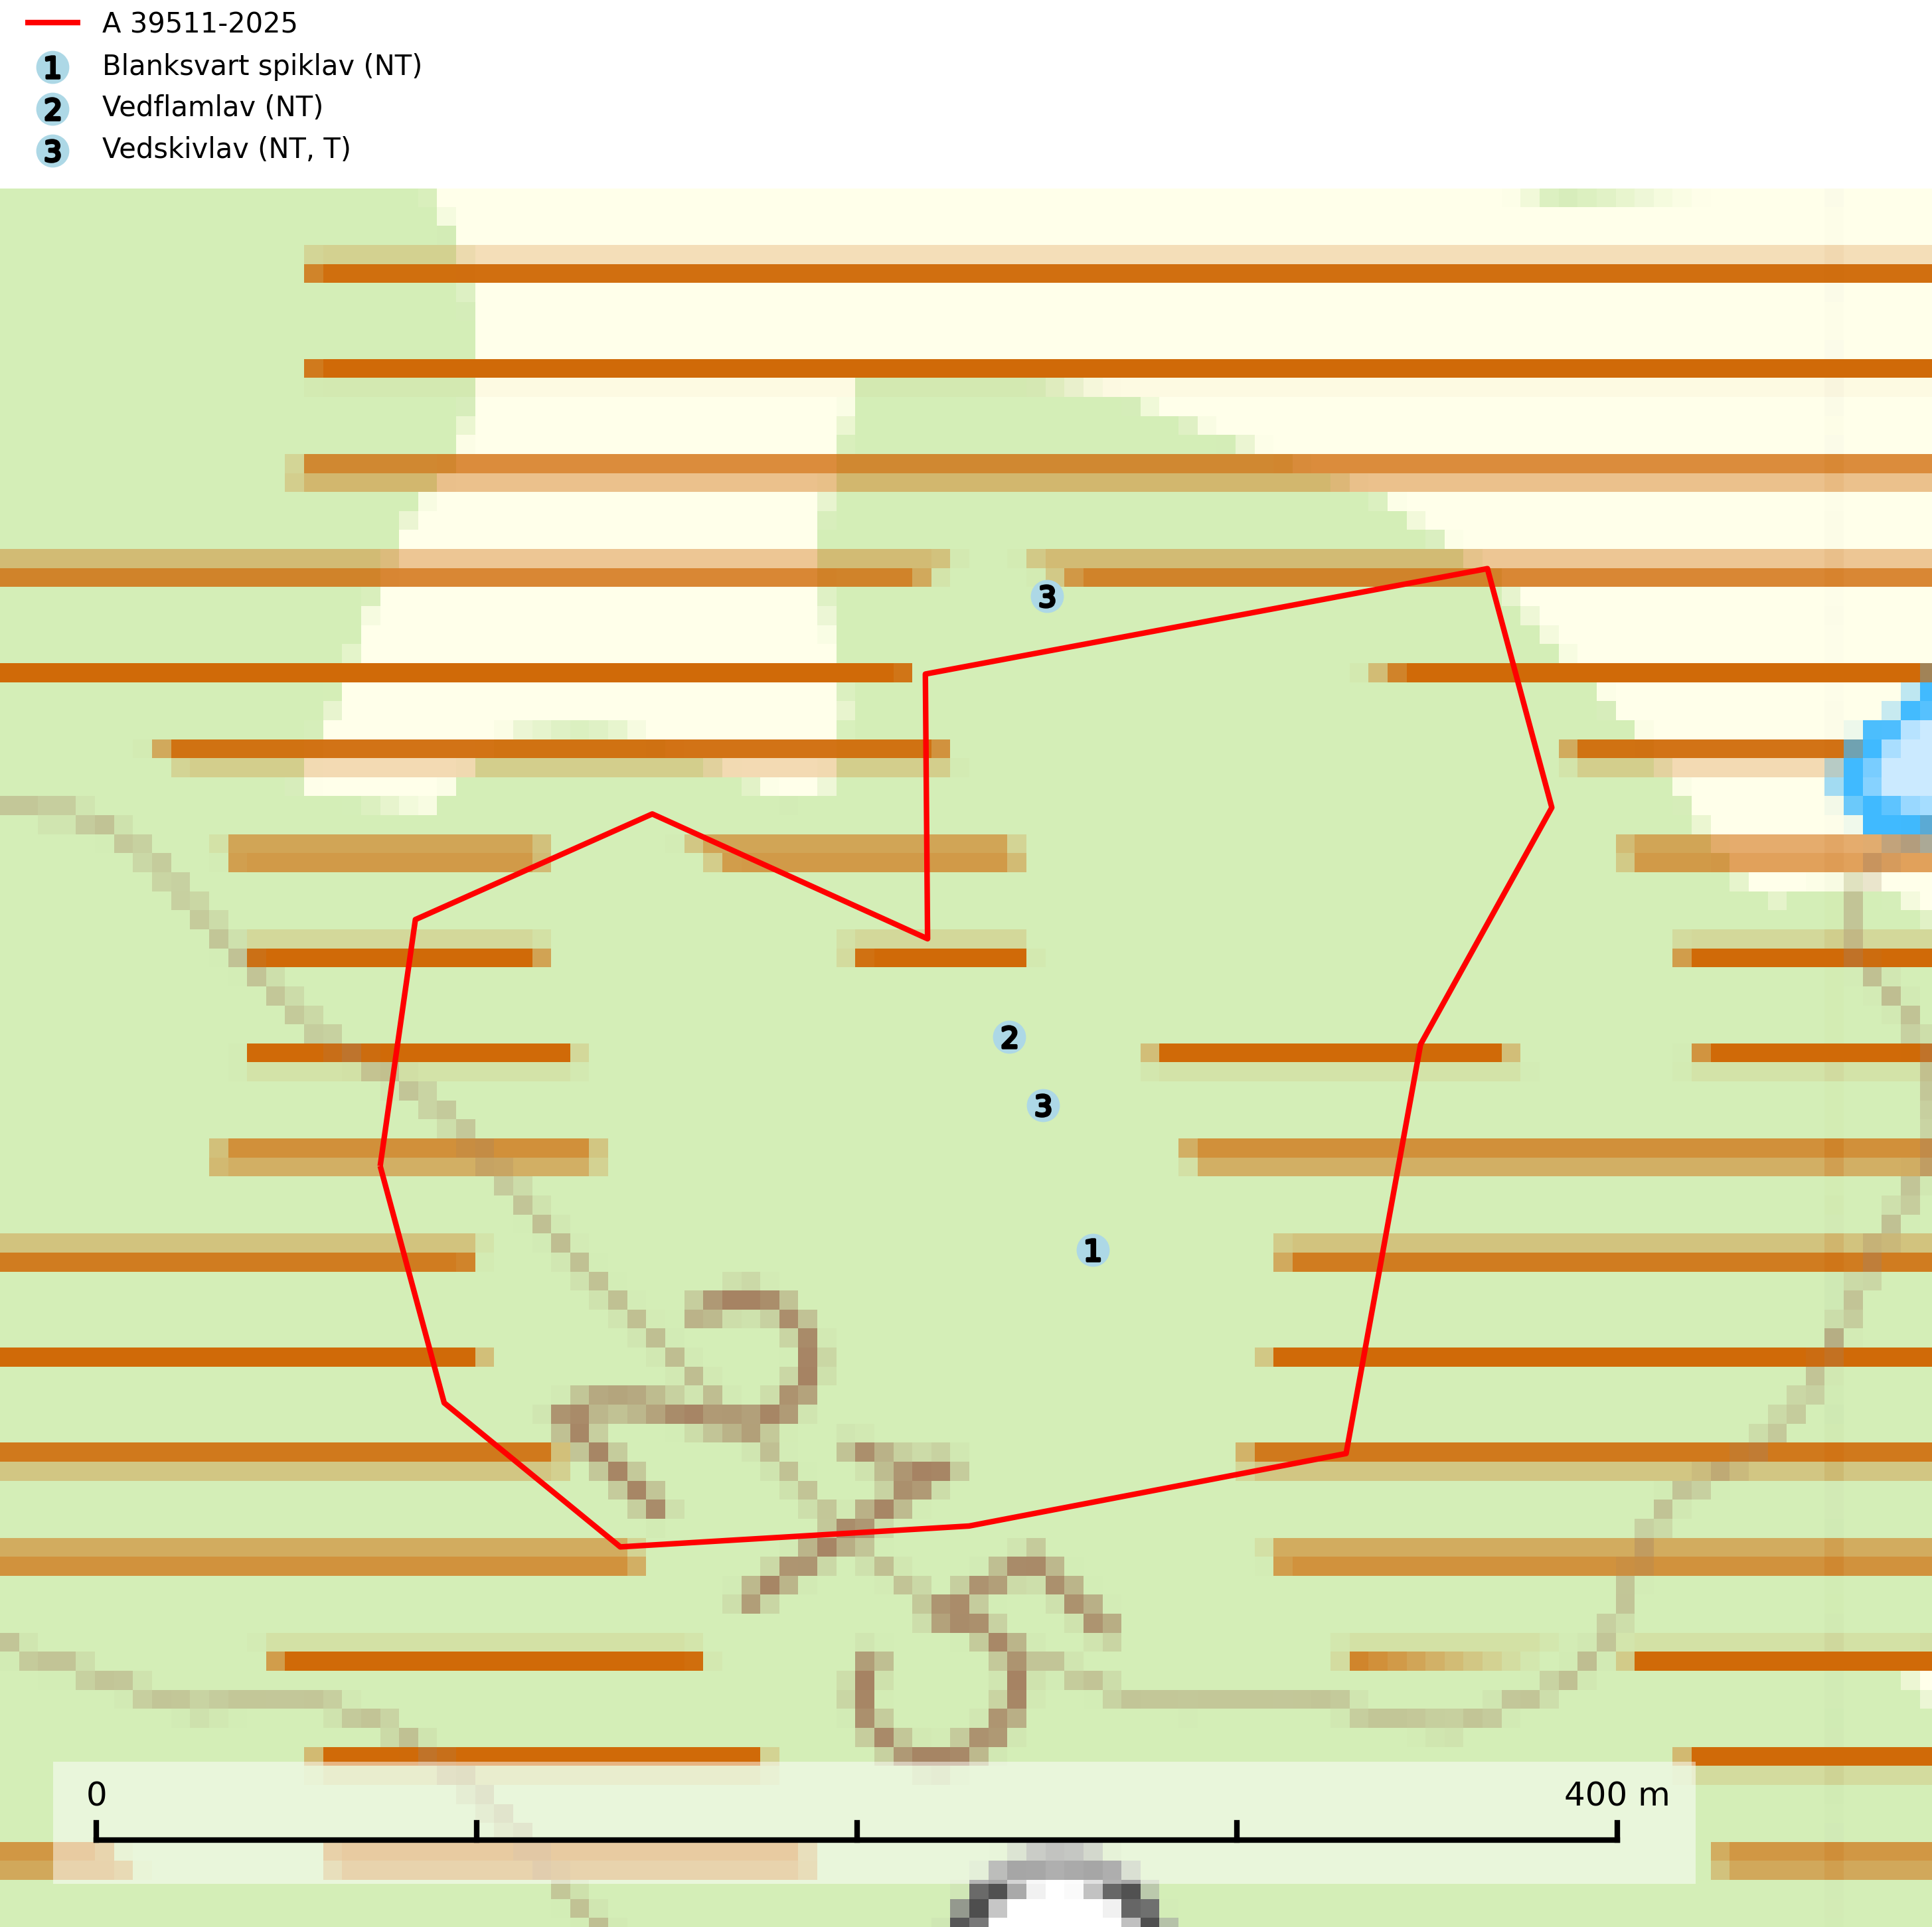 A 39511-2025
1 Blanksvart spiklav (NT)
2 Vedflamlav (NT)
3 Vedskivlav (NT, T)
3
2
3
1
0 400 m